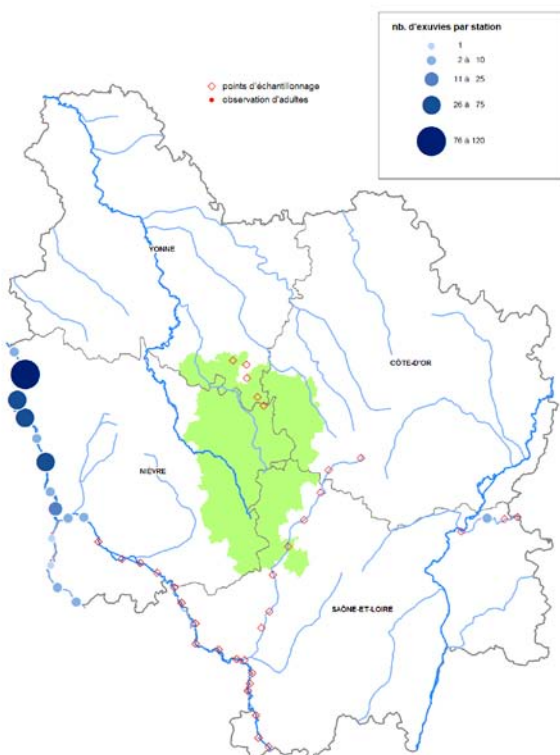 nb. d'exuvies par station
1
2 à 10
11 à 25
26 à 75
76 à 120
points d'échantillonnage
observation d'adultes
YONNE
CÔTE-D'OR
NIÈVRE
SAÔNE-ET-LOIRE